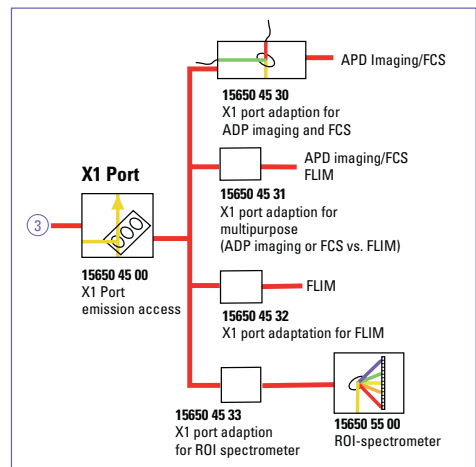 APD Imaging/FCS
15650 45 30
X1 port adaption for
ADP imaging and FCS
APD imaging/FCS
FLIM
15650 45 31
X1 port adaption for
multipurpose
(ADP imaging or FCS vs. FLIM)
X1 Port
3
15650 45 00
X1 Port
emission access
FLIM
15650 45 32
X1 port adaptation for FLIM
15650 45 33
X1 port adaption
for ROI spectrometer
15650 55 00
ROI-spectrometer